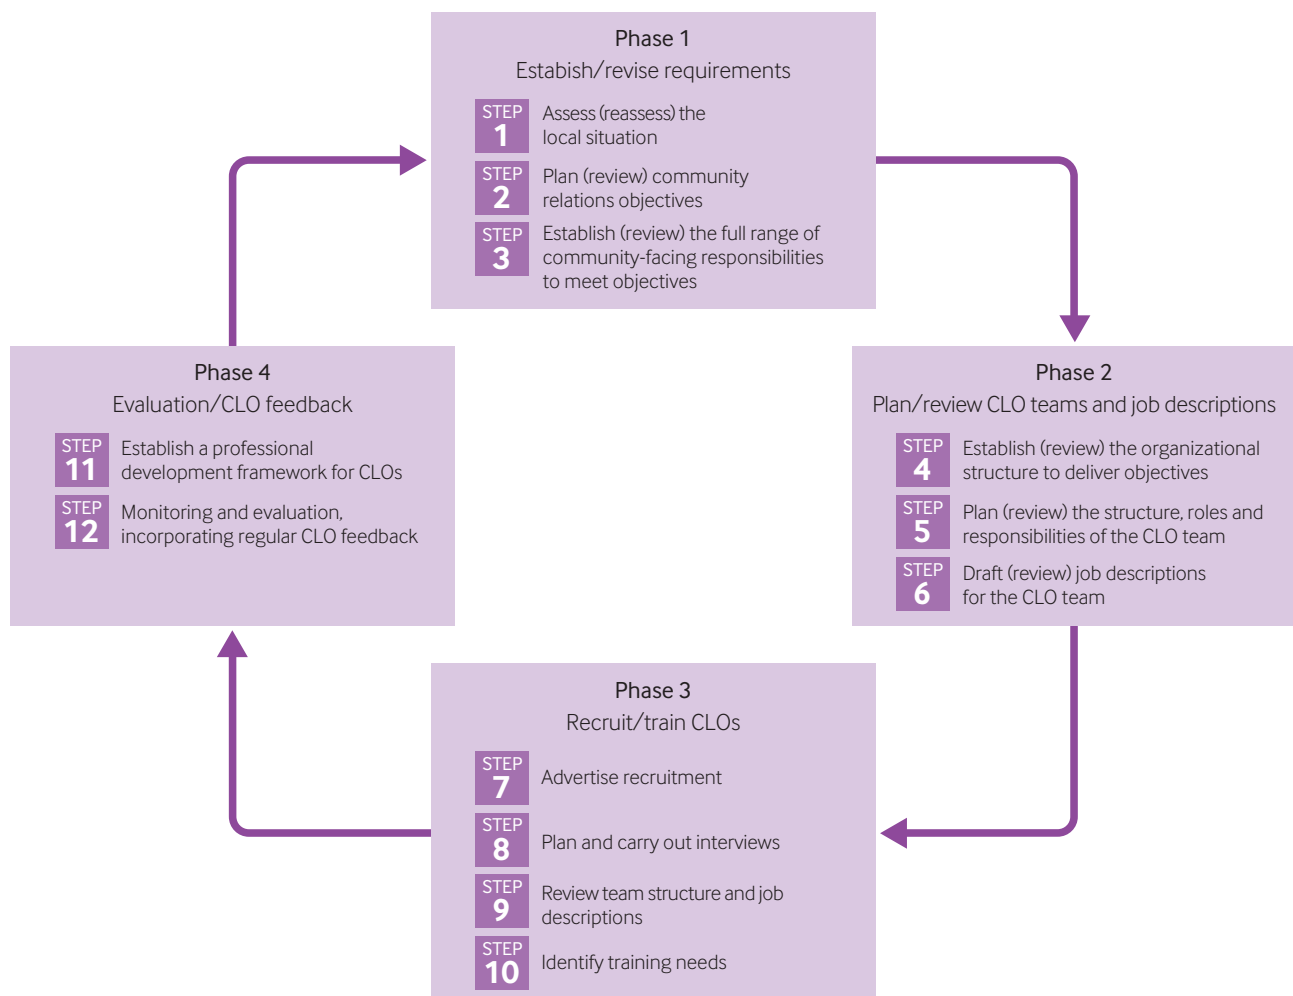 Phase 1
Estabish/revise requirements
STEP
1
Assess (reassess) the
local situation
STEP
2
Plan (review) community
relations objectives
STEP
3
Establish (review) the full range of
community-facing responsibilities
to meet objectives
Phase 2
Plan/review CLO teams and job descriptions
STEP
4
Establish (review) the organizational
structure to deliver objectives
STEP
5
Plan (review) the structure, roles and
responsibilities of the CLO team
STEP
6
Draft (review) job descriptions
for the CLO team
Phase 3
Recruit/train CLOs
STEP
7
Advertise recruitment
STEP
8
Plan and carry out interviews
STEP
9
Review team structure and job
descriptions
STEP
10
Identify training needs
Phase 4
Evaluation/CLO feedback
STEP
11
Establish a professional
development framework for CLOs
STEP
12
Monitoring and evaluation,
incorporating regular CLO feedback